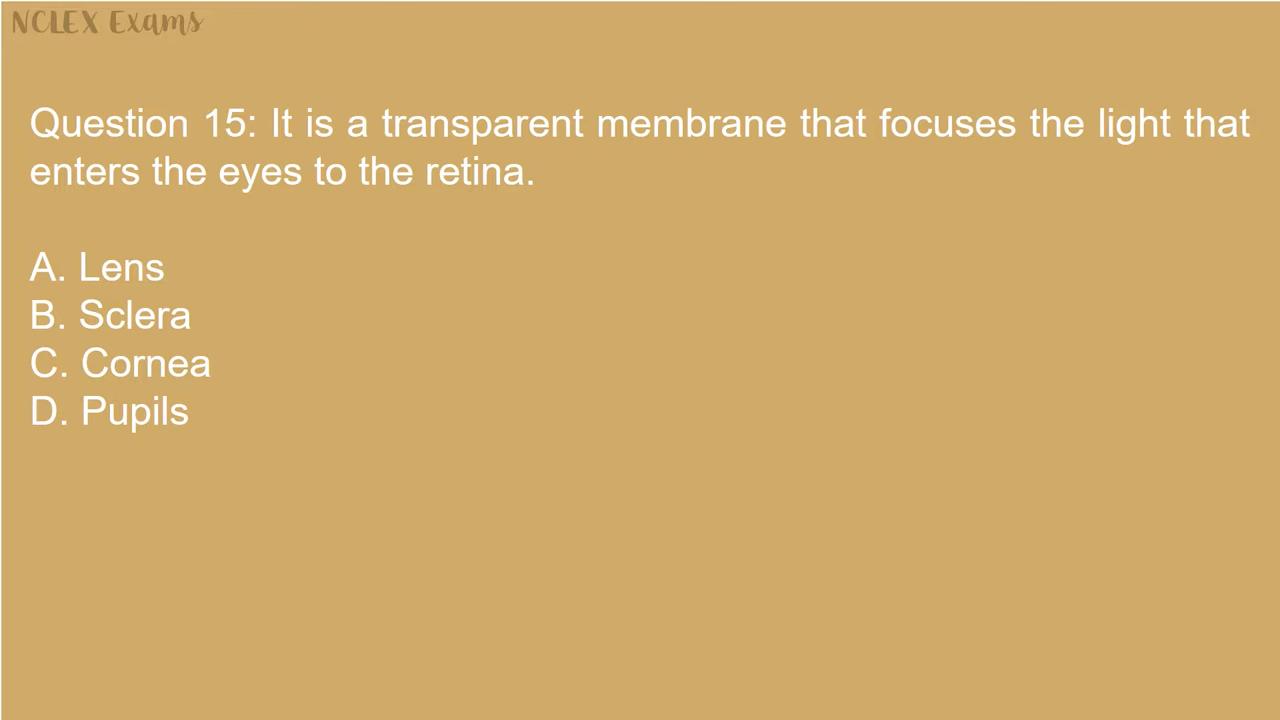 NCLEX Exams
Question 15: It is a transparent membrane that focuses the light that
enters the eyes to the retina.
A. Lens
B. Sclera
C. Cornea
D. Pupils